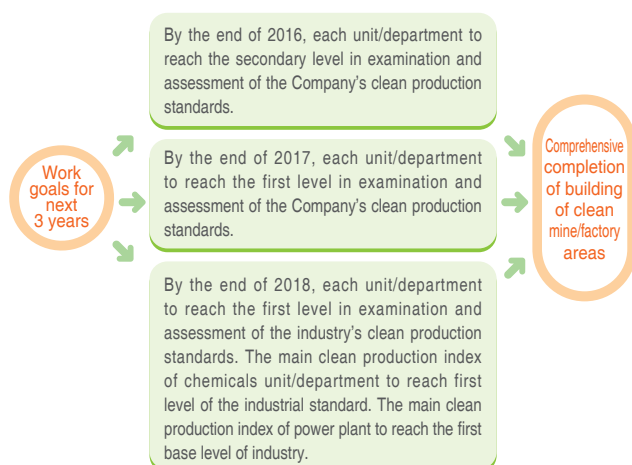 Work
goals for
next
3 years
By the end of 2016, each unit/department to
reach the secondary level in examination and
assessment of the Company's clean production
standards.
By the end of 2017, each unit/department
to reach the first level in examination and
assessment of the Company's clean production
standards.
By the end of 2018, each unit/department
to reach the first level in examination and
assessment of the industry's clean production
standards. The main clean production index
of chemicals unit/department to reach first
level of the industrial standard. The main clean
production index of power plant to reach the first
base level of industry.
Comprehensive
completion
of building
of clean
mine/factory
areas